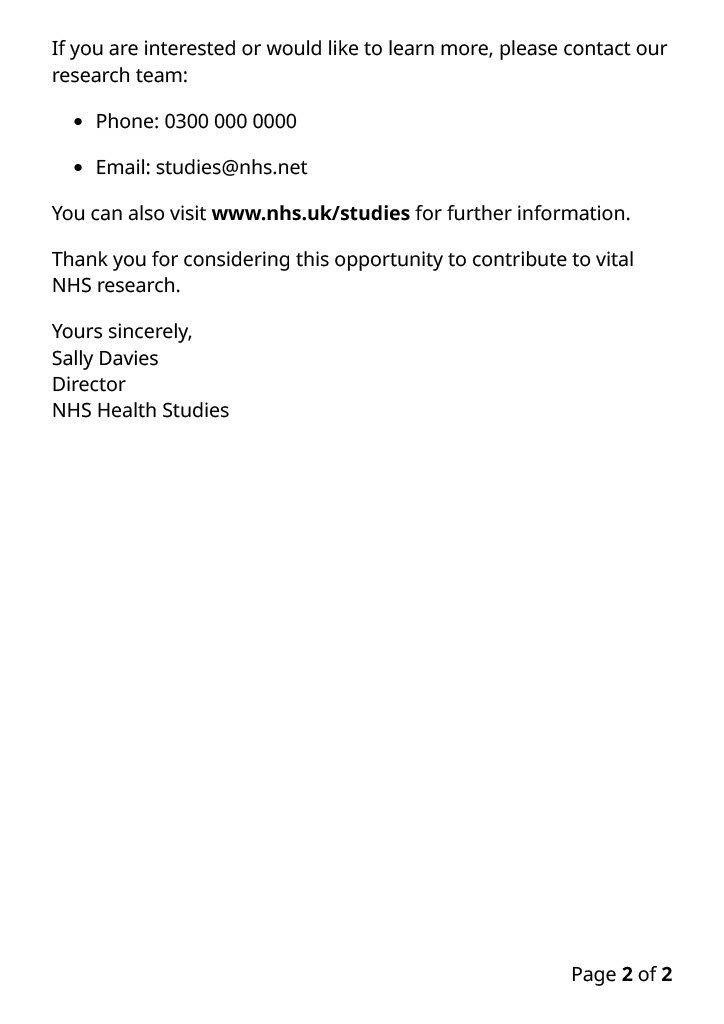 If you are interested or would like to learn more, please contact our
research team:
• Phone: 0300 000 0000
• Email: studies@nhs.net
You can also visit www.nhs.uk/studies for further information.
Thank you for considering this opportunity to contribute to vital
NHS research.
Yours sincerely,
Sally Davies
Director
NHS Health Studies
Page 2 of 2